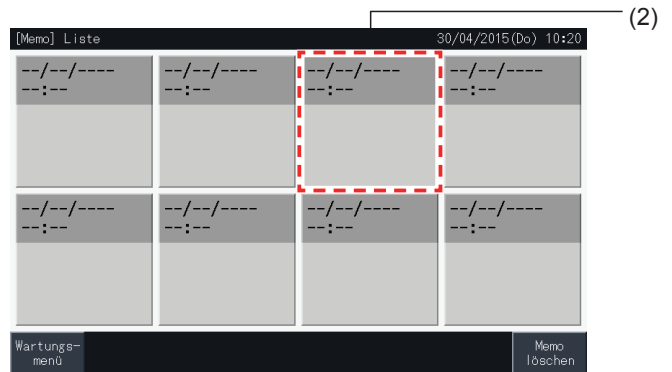 (2)
[Memo] Liste 30/04/2015(Do) 10:20
--/--/---- --/--/---- --/--/---- --/--/----
--:-- --:-- --:-- --:--
--/--/---- --/--/---- --/--/---- --/--/----
--:-- --:-- --:-- --:--
Wartungs- Memo
menü löschen